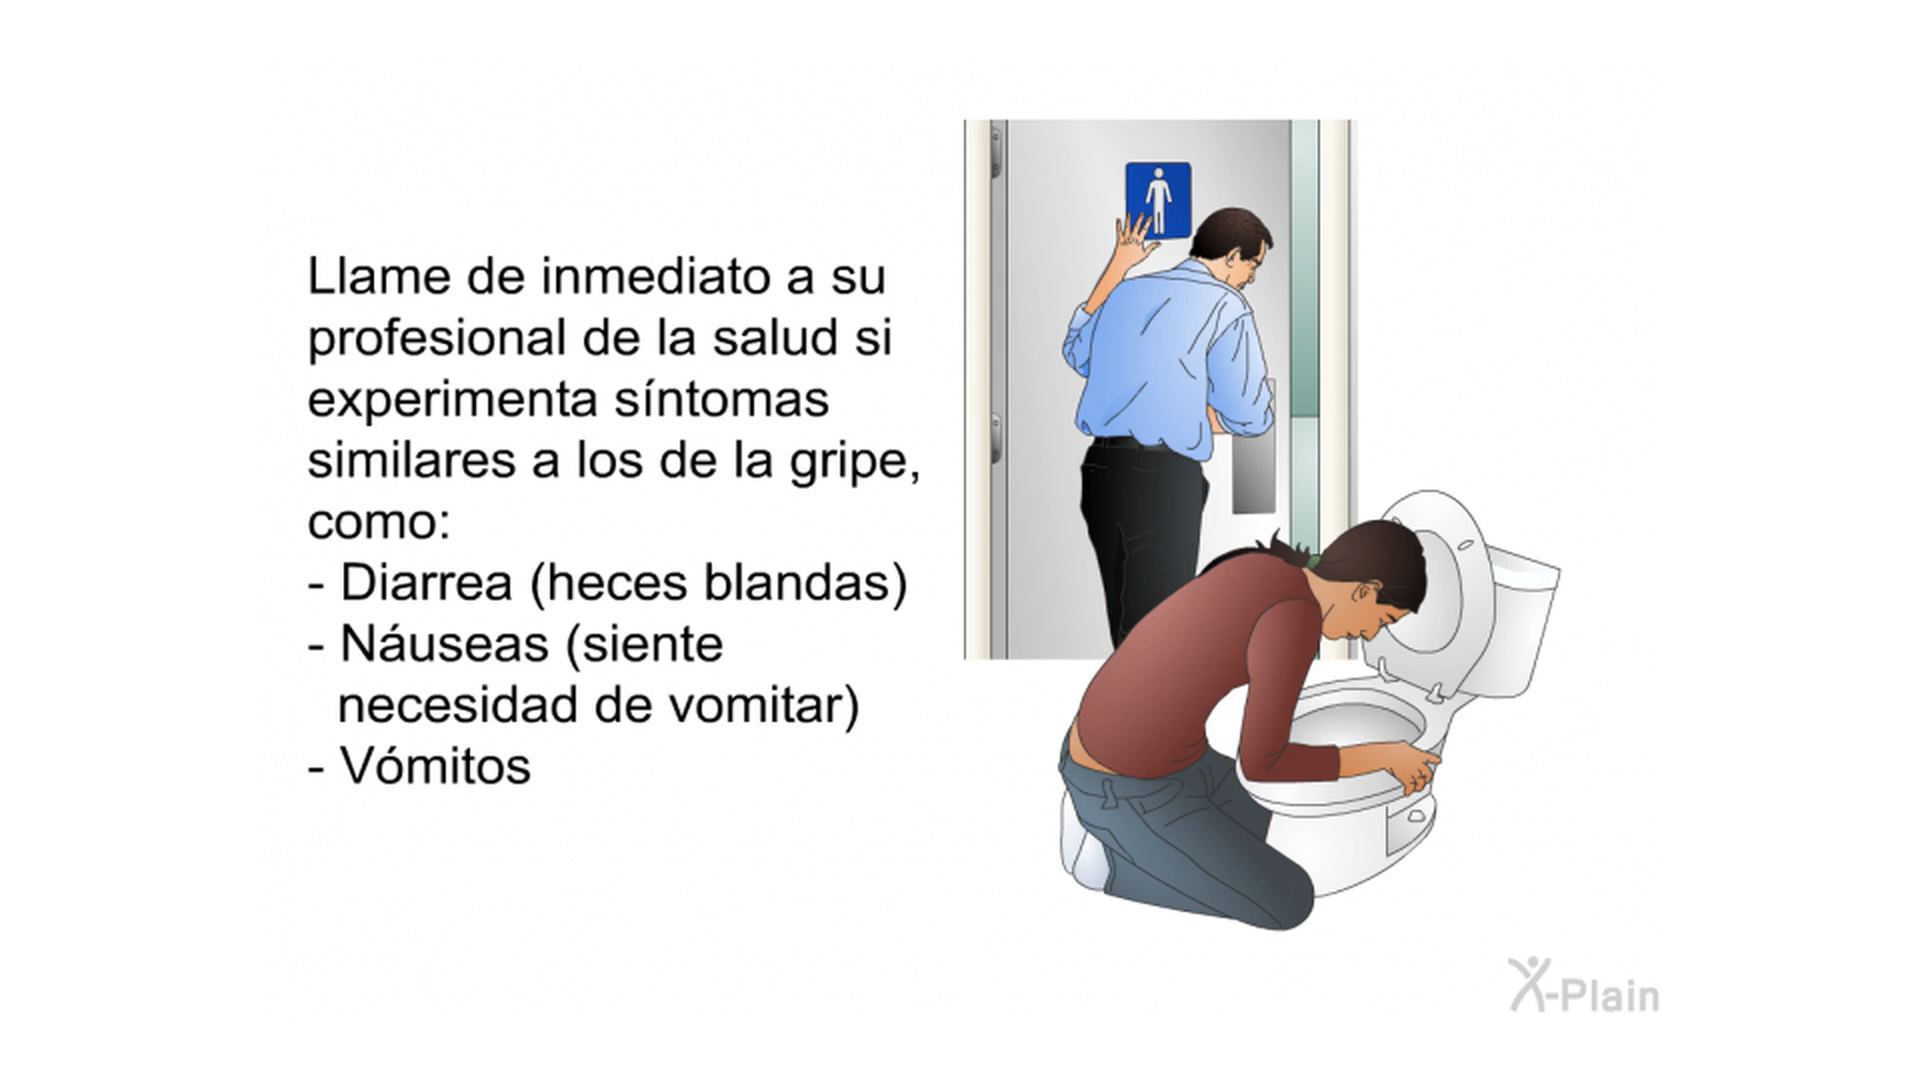 Llame de inmediato a su
profesional de la salud si
experimenta síntomas
similares a los de la gripe,
como:
- Diarrea (heces blandas)
- Náuseas (siente
necesidad de vomitar)
- Vómitos
X-Plain